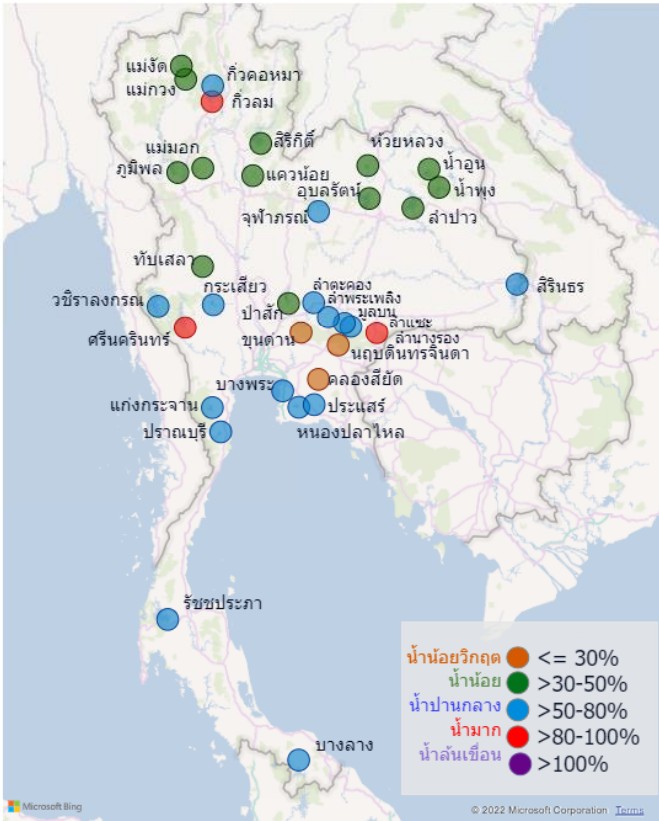 แม่งัด
กิ่วคอหมา
แม่กวง
กิ่วลม
สิริกิติ์
ห้วยหลวง
แม่มอก
น้ำอูน
ภูมิพล
แควน้อย
อุบลรัตน์
น้ำพุง
จุฬาภรณ์
ลำปาว
ทับเสลา
กระเสียว
ลำตะคอง
สิรินธร
วชิราลงกรณ
ลำพระเพลิง
ป่าสัก
มูลบน
ลำแชะ
ศรีนครินทร์
ขุนด่าน
ลำนางรอง
นฤบดินทรจินดา
คลองสียัด
บางพระ
แก่งกระจาน
ประแสร์
ปราณบุรี
หนองปลาไหล
รัชชประภา
น้ำน้อยวิกฤต <= 30%
น้ำน้อย >30-50%
น้ำปานกลาง >50-80%
น้ำมาก >80-100%
น้ำล้นเขื่อน >100%
บางลาง
Microsoft Bing
© 2022 Microsoft Corporation Terms